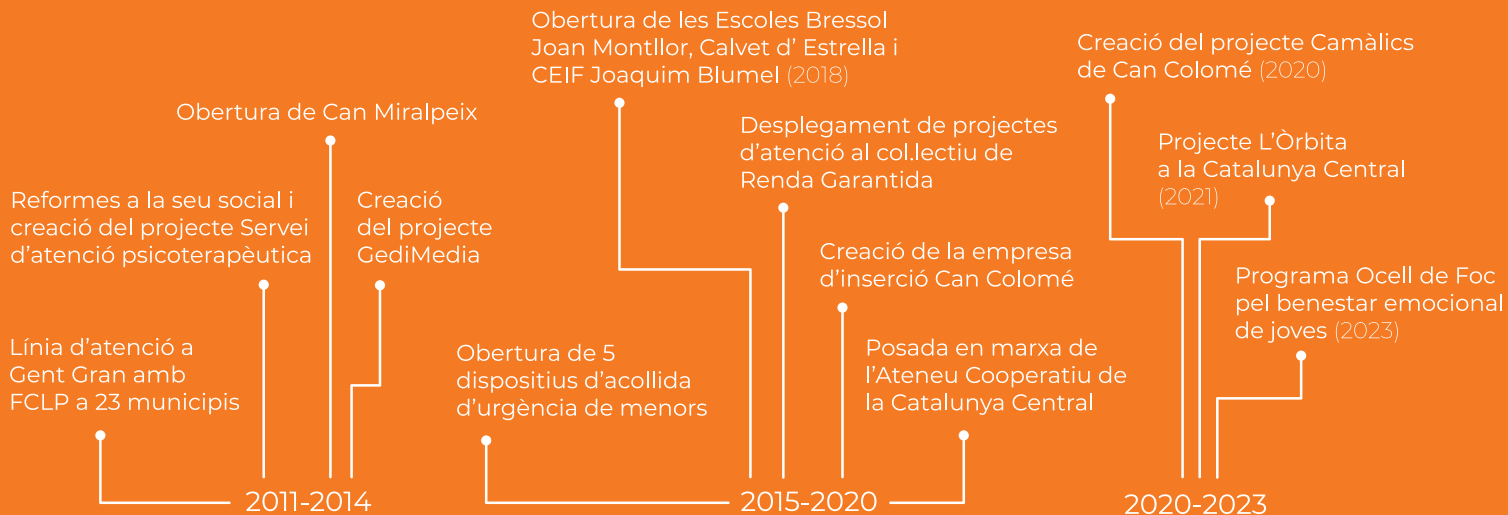 Línia d'atenció a
Gent Gran amb
FCLP a 23 municipis
Reformes a la seu social i
creació del projecte Servei
d'atenció psicoterapèutica
Obertura de Can Miralpeix
Creació
del projecte
GediMedia
2011-2014
Obertura de 5
dispositius d'acollida
d'urgència de menors
Obertura de les Escoles Bressol
Joan Montllor, Calvet d' Estrella i
CEIF Joaquim Blumel (2018)
Desplegament de projectes
d'atenció al col.lectiu de
Renda Garantida
Creació de la empresa
d'inserció Can Colomé
Posada en marxa de
l'Ateneu Cooperatiu de
la Catalunya Central
2015-2020
Creació del projecte Camàlics
de Can Colomé (2020)
Projecte L'Òrbita
a la Catalunya Central
(2021)
Programa Ocell de Foc
pel benestar emocional
de joves (2023)
2020-2023